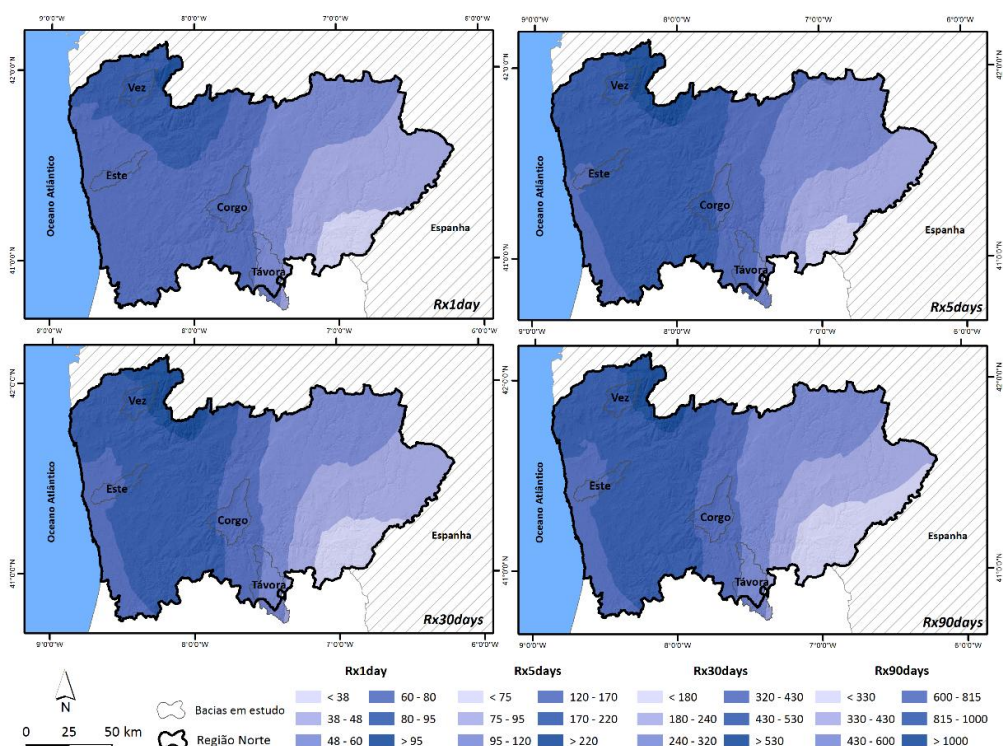 9°0'0"W 8°0'0"W 7°0'0"W 6°0'0"W
42°0'0"N
41°0'0"N
Oceano Atlântico
Vez
Este
Corgo
Távora
Espanha
Rx1day
9°0'0"W 8°0'0"W 7°0'0"W 6°0'0"W
42°0'0"N
41°0'0"N
Oceano Atlântico
Vez
Este
Corgo
Távora
Espanha
Rx5days
9°0'0"W 8°0'0"W 7°0'0"W 6°0'0"W
42°0'0"N
41°0'0"N
Oceano Atlântico
Vez
Este
Corgo
Távora
Espanha
Rx30days
9°0'0"W 8°0'0"W 7°0'0"W 6°0'0"W
42°0'0"N
41°0'0"N
Oceano Atlântico
Vez
Este
Corgo
Távora
Espanha
Rx90days
9°0'0"W 8°0'0"W 7°0'0"W 6°0'0"W
N
0 25 50 km
Bacias em estudo
Região Norte
Rx1day Rx5days Rx30days Rx90days
< 38 60 - 80 < 75 120 - 170 < 180 320 - 430 < 330 600 - 815
38 - 48 80 - 95 75 - 95 170 - 220 180 - 240 430 - 530 330 - 430 815 - 1000
48 - 60 > 95 95 - 120 > 220 240 - 320 > 530 430 - 600 > 1000